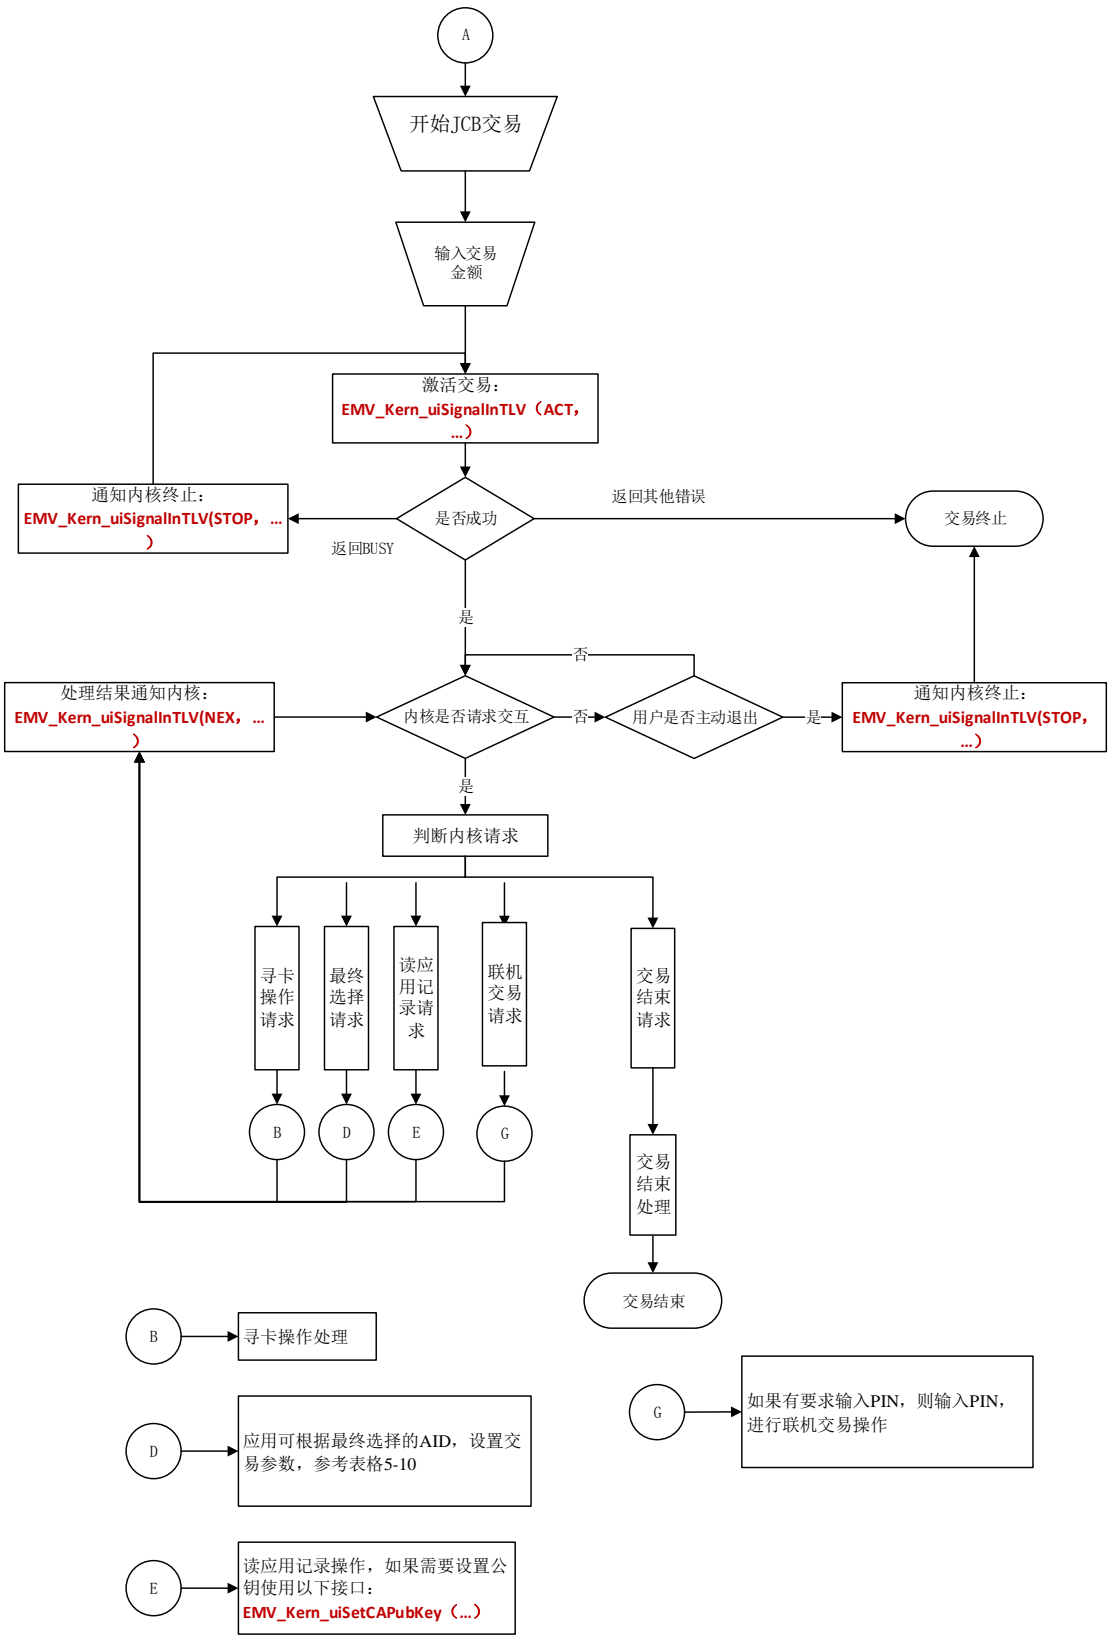 A
开始JCB交易
输入交易
金额
激活交易：
EMV_Kern_uiSignalInTLV（ACT，
…）
通知内核终止：
EMV_Kern_uiSignalInTLV(STOP，…
）
返回BUSY
是否成功
返回其他错误
交易终止
是
否
处理结果通知内核：
EMV_Kern_uiSignalInTLV(NEX，…
）
内核是否请求交互
否
用户是否主动退出
是
通知内核终止：
EMV_Kern_uiSignalInTLV(STOP，
…）
是
判断内核请求
寻卡
操作
请求
最终
选择
请求
读应
用记
录请
求
联机
交易
请求
交易
结束
请求
B
D
E
G
交易
结束
处理
交易结束
B
寻卡操作处理
D
应用可根据最终选择的AID，设置交
易参数，参考表格5-10
G
如果有要求输入PIN，则输入PIN，
进行联机交易操作
E
读应用记录操作，如果需要设置公
钥使用以下接口：
EMV_Kern_uiSetCAPubKey（…）